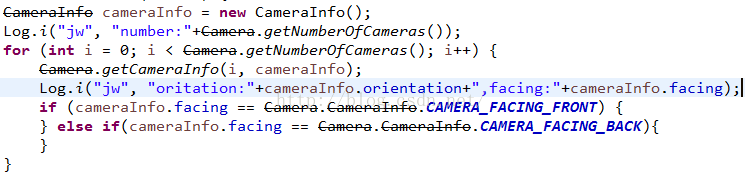 CameraInfo cameraInfo = new CameraInfo();
Log.i("jw", "number:"+Camera.getNumberOfCameras());
for (int i = 0; i < Camera.getNumberOfCameras(); i++) {
    Camera.getCameraInfo(i, cameraInfo);
    Log.i("jw", "oritation:"+cameraInfo.orientation+",facing:"+cameraInfo.facing);
    if (cameraInfo.facing == Camera.CameraInfo.CAMERA_FACING_FRONT) {
    } else if(cameraInfo.facing == Camera.CameraInfo.CAMERA_FACING_BACK){
    }
}